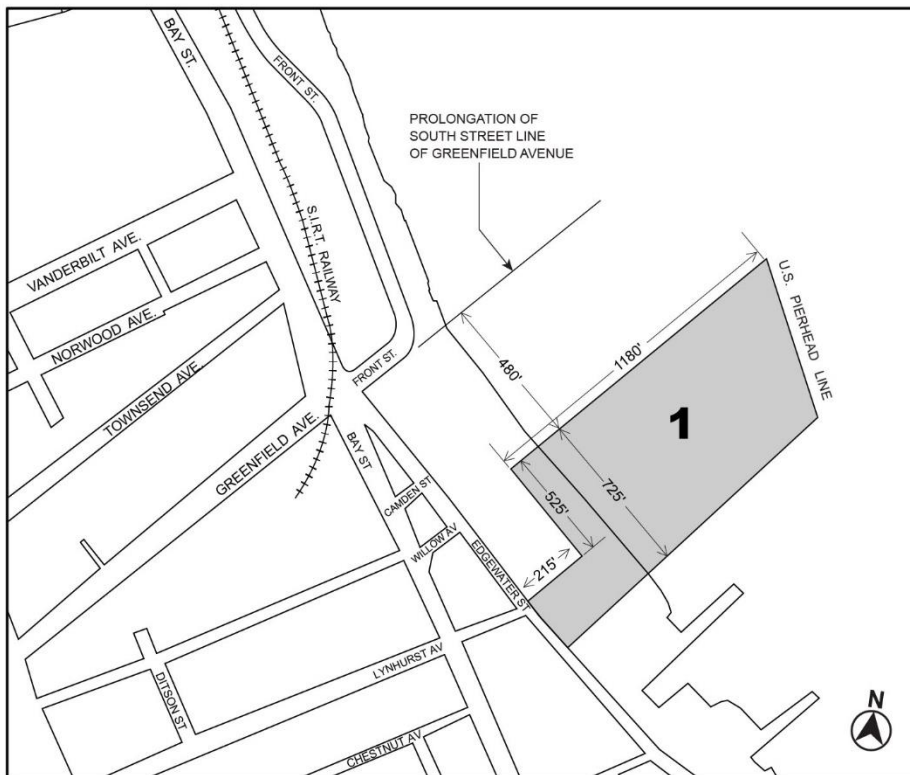 BAY ST.
FRONT ST.
PROLONGATION OF
SOUTH STREET LINE
OF GREENFIELD AVENUE
S.I.R.T. RAILWAY
VANDERBILT AVE.
NORWOOD AVE.
TOWNSEND AVE.
GREENFIELD AVE.
FRONT ST.
U.S. PIERHEAD LINE
480'
1180'
1
525'
725'
215'
BAY ST
CAMDEN ST
WILLOW AV
EDGEWATER ST
LYNHURST AV
DITSON ST
CHESTNUT AV
N